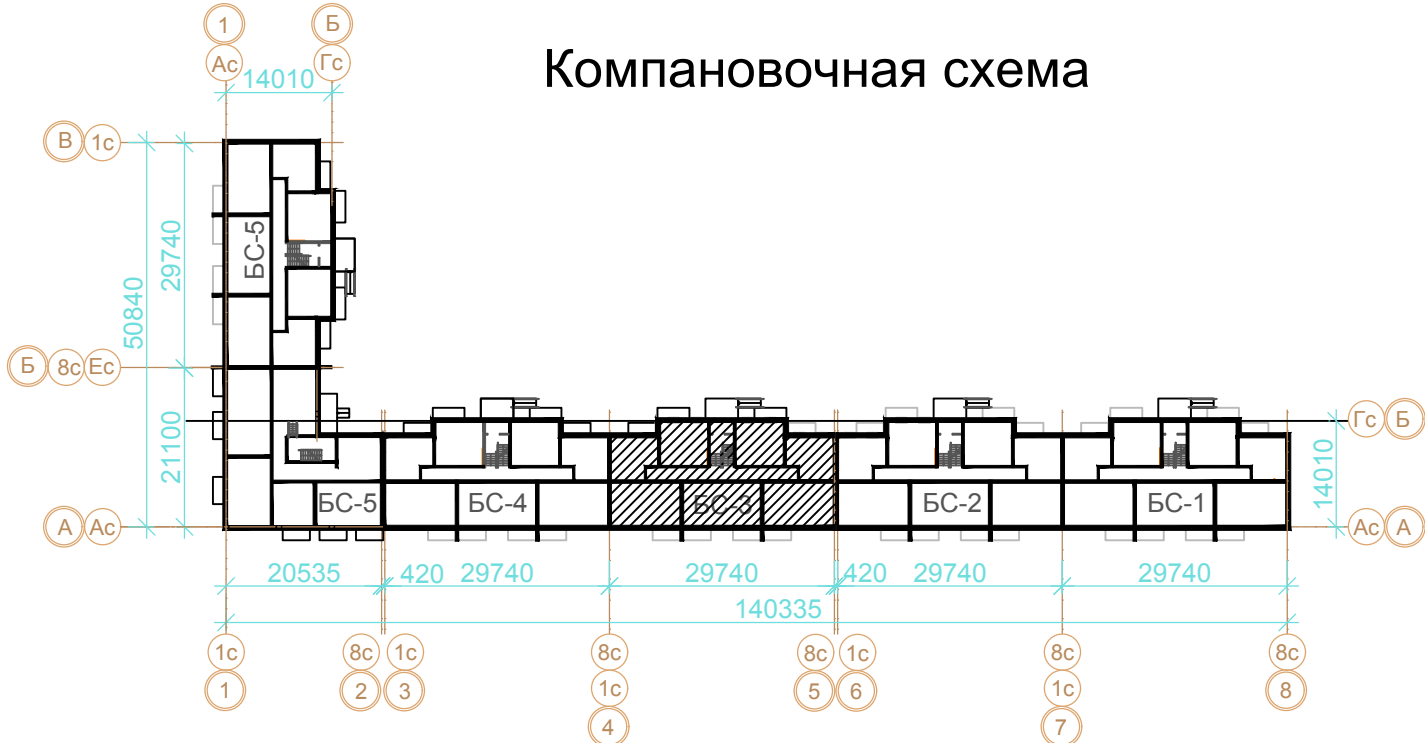 1 Б
Ас Гс
Компановочная схема
14010
В 1с
БС-5
29740
50840
Б 8с Ес
21100
Гс Б
14010
БС-5 БС-4 БС-3 БС-2 БС-1
А Ас
Ас А
20535 420 29740 29740 420 29740 29740
140335
1с 8с 1с 8с 8с 1с 8с 8с
1 2 3 1с 5 6 1с 8
4 7